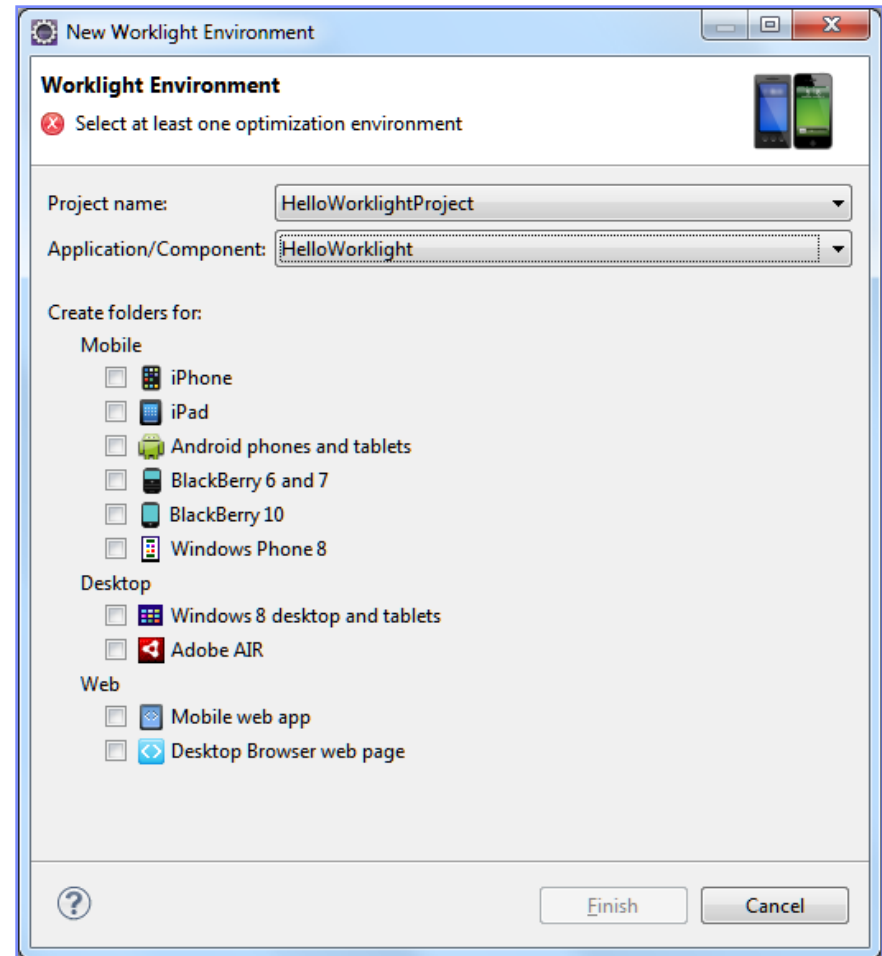 New Worklight Environment
X
Worklight Environment
Select at least one optimization environment
Project name: HelloWorklightProject
Application/Component: HelloWorklight
Create folders for:
Mobile
iPhone
iPad
Android phones and tablets
BlackBerry 6 and 7
BlackBerry 10
Windows Phone 8
Desktop
Windows 8 desktop and tablets
Adobe AIR
Web
Mobile web app
Desktop Browser web page
? Finish Cancel